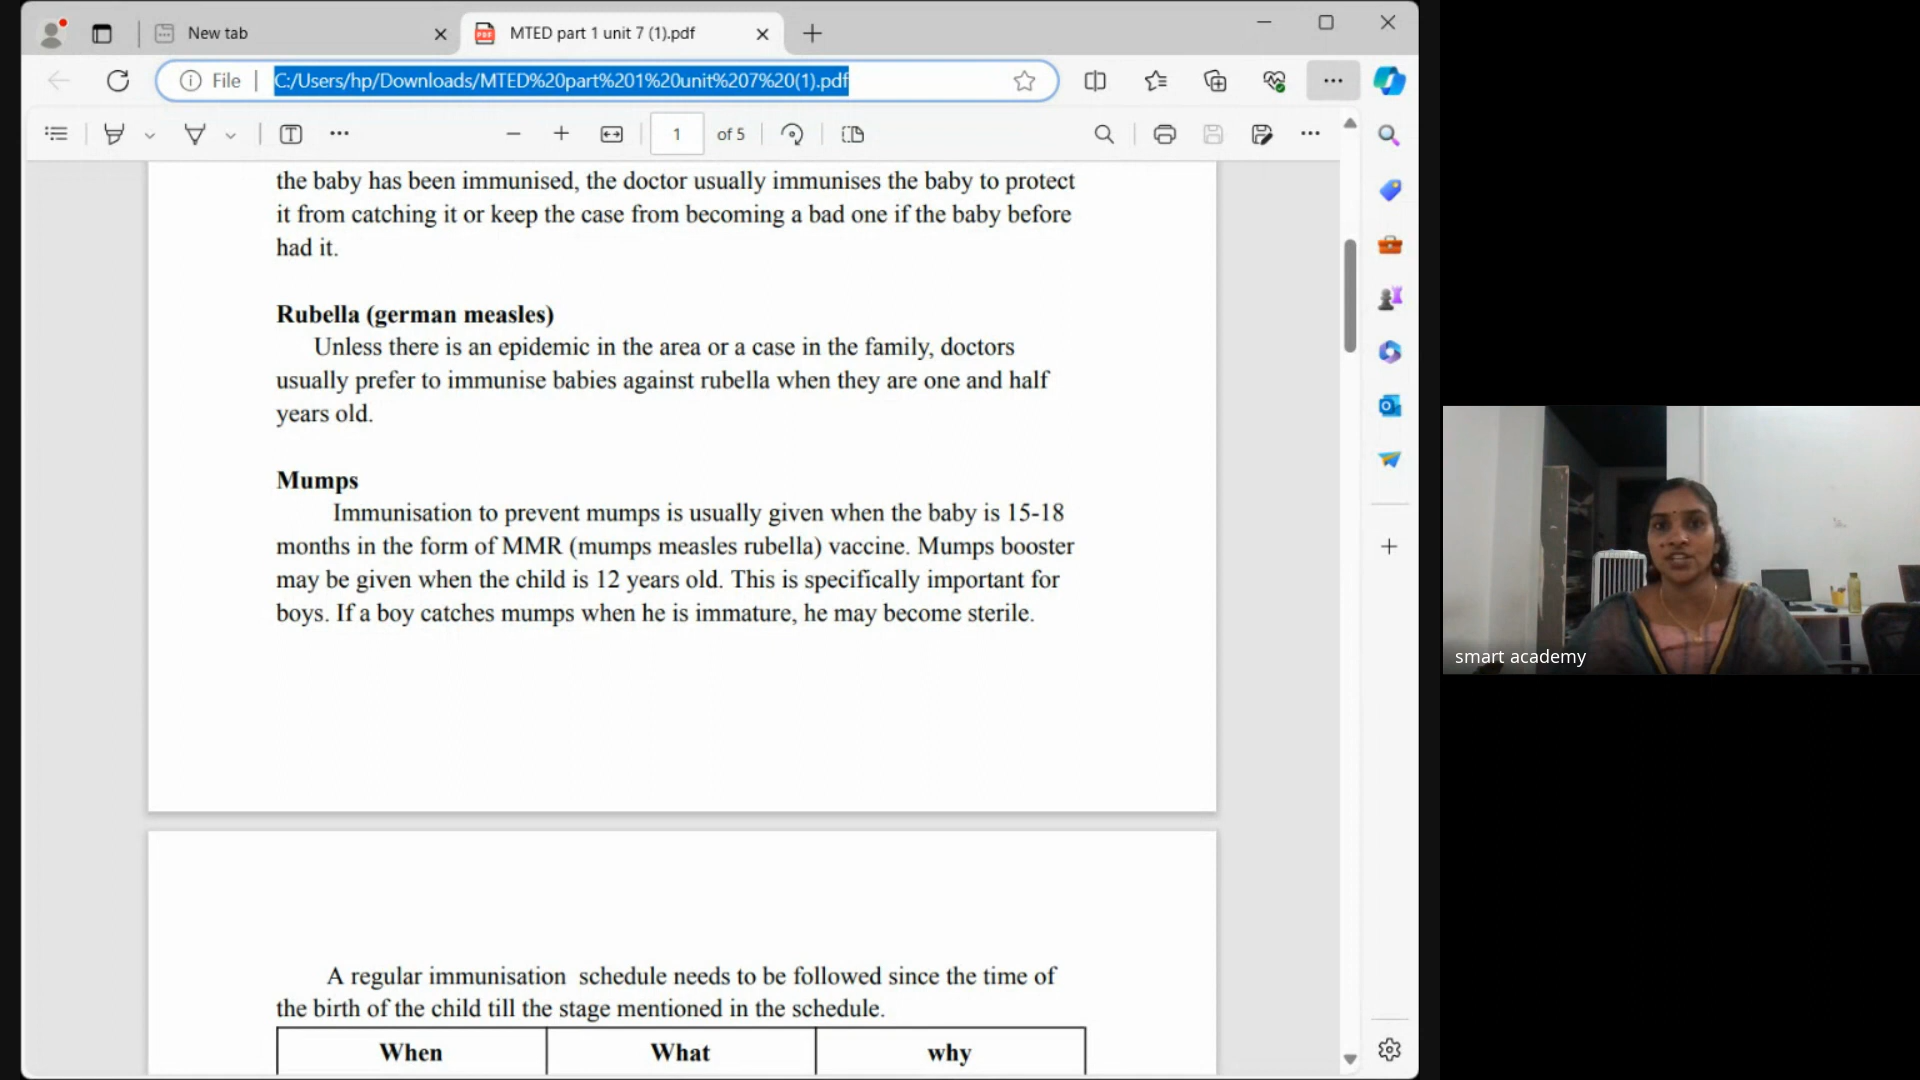 New tab
MTED part 1 unit 7 (1).pdf
File
C:/Users/hp/Downloads/MTED%20part%201%20unit%207%20(1).pdf
1 of 5
the baby has been immunised, the doctor usually immunises the baby to protect
it from catching it or keep the case from becoming a bad one if the baby before
had it.
Rubella (german measles)
Unless there is an epidemic in the area or a case in the family, doctors
usually prefer to immunise babies against rubella when they are one and half
years old.
Mumps
Immunisation to prevent mumps is usually given when the baby is 15-18
months in the form of MMR (mumps measles rubella) vaccine. Mumps booster
may be given when the child is 12 years old. This is specifically important for
boys. If a boy catches mumps when he is immature, he may become sterile.
A regular immunisation schedule needs to be followed since the time of
the birth of the child till the stage mentioned in the schedule.
When What why
smart academy